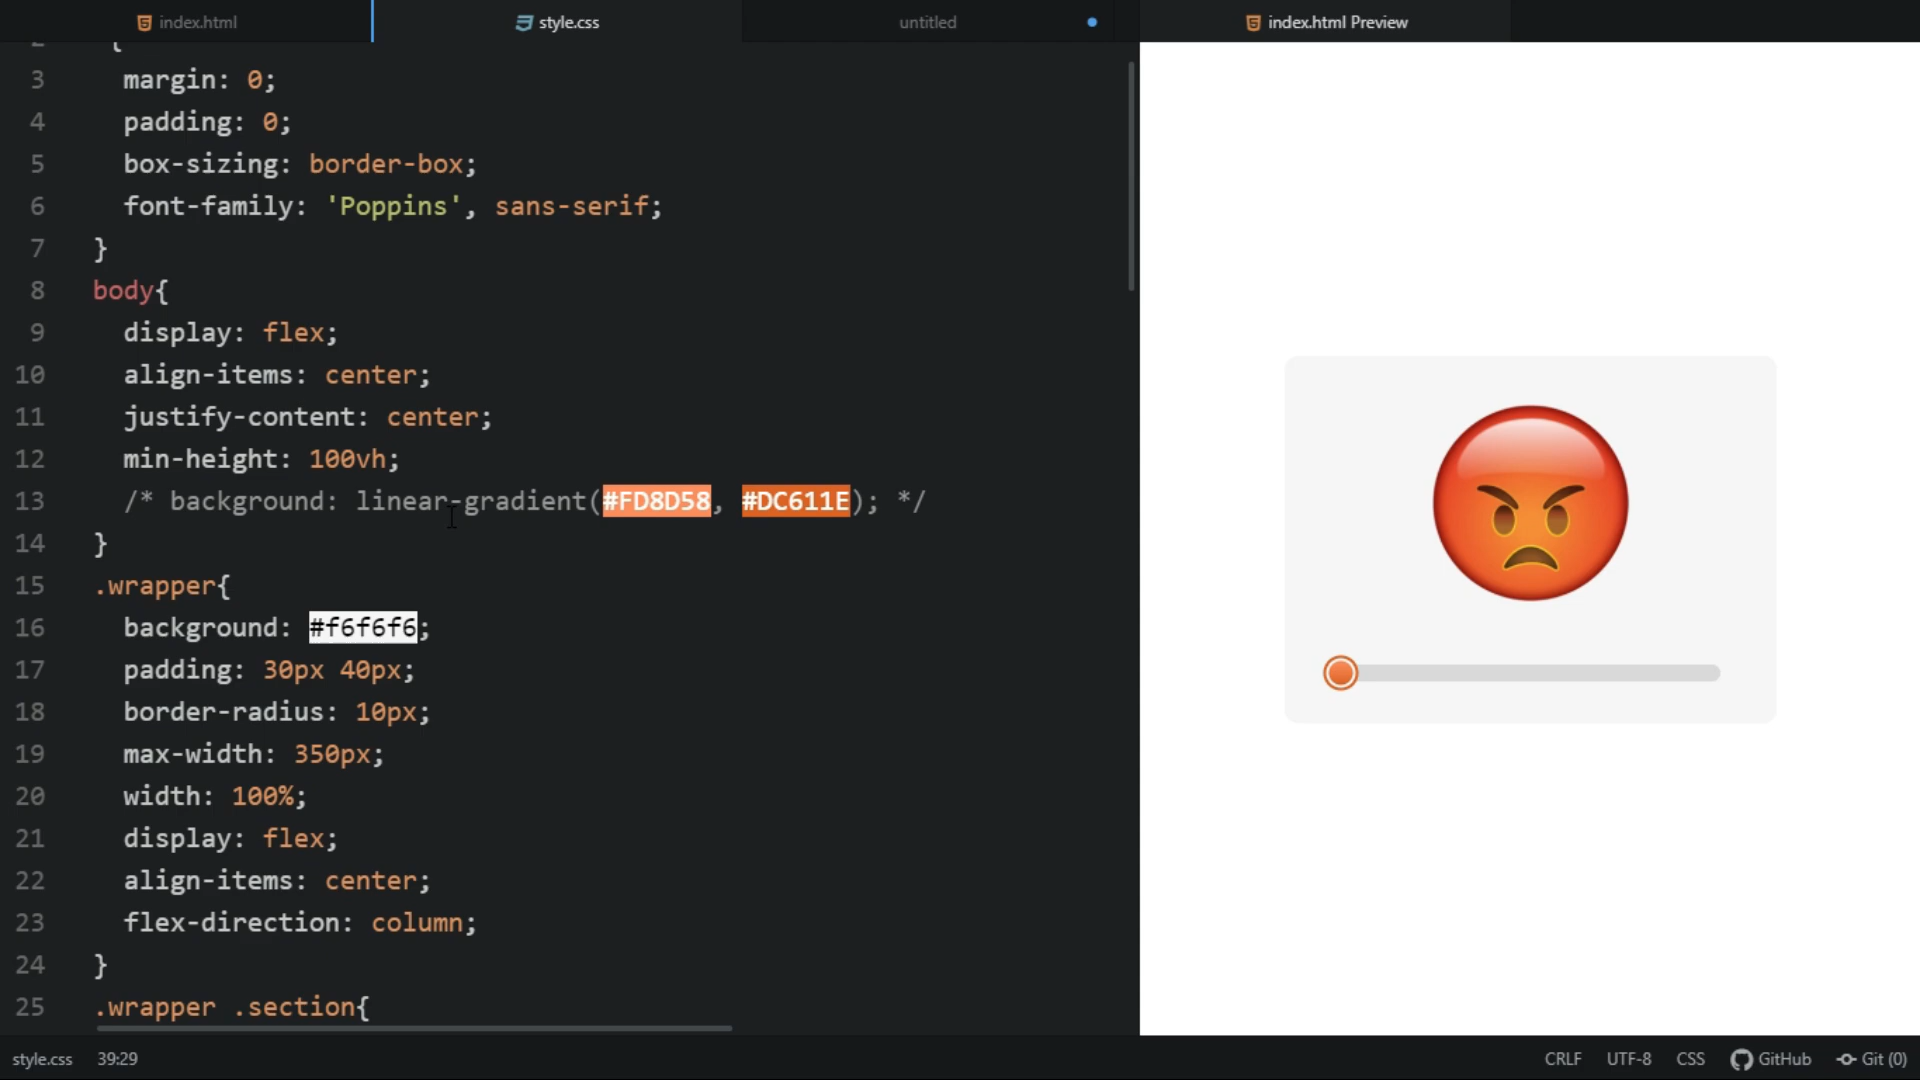 index.html
style.css
untitled
index.html Preview
2 {
3 margin: 0;
4 padding: 0;
5 box-sizing: border-box;
6 font-family: 'Poppins', sans-serif;
7 }
8 body{
9 display: flex;
10 align-items: center;
11 justify-content: center;
12 min-height: 100vh;
13 /* background: linear-gradient(#FD8D58, #DC611E); */
14 }
15 .wrapper{
16 background: #f6f6f6;
17 padding: 30px 40px;
18 border-radius: 10px;
19 max-width: 350px;
20 width: 100%;
21 display: flex;
22 align-items: center;
23 flex-direction: column;
24 }
25 .wrapper .section{
style.css 39:29 CRLF UTF-8 CSS GitHub Git (0)